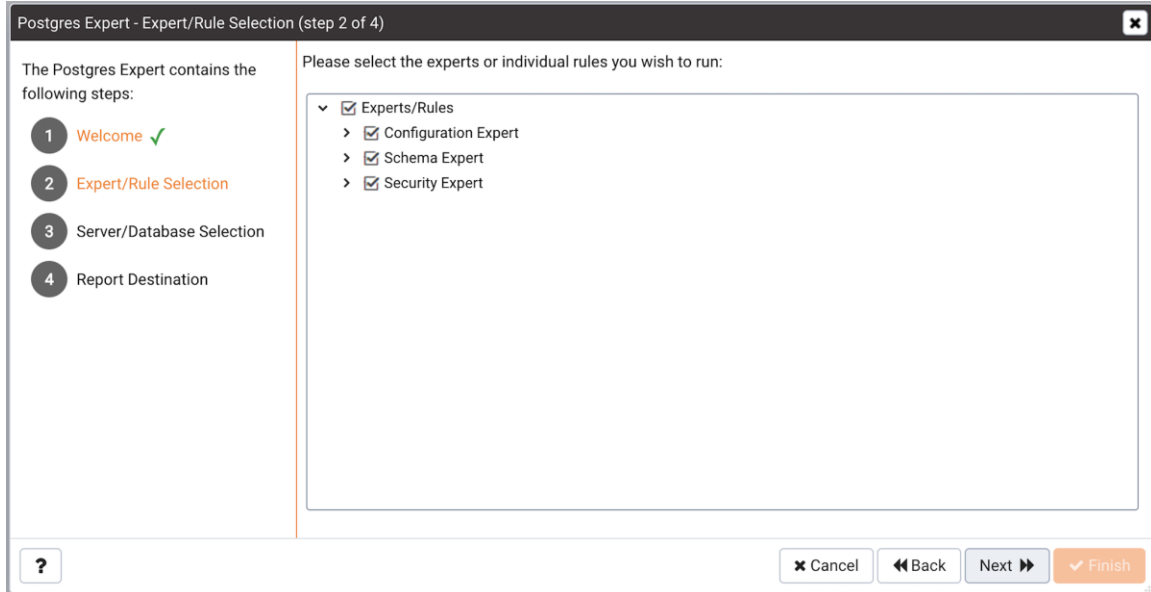 Postgres Expert - Expert/Rule Selection (step 2 of 4)
The Postgres Expert contains the
following steps:
1 Welcome
2 Expert/Rule Selection
3 Server/Database Selection
4 Report Destination
Please select the experts or individual rules you wish to run:
Experts/Rules
Configuration Expert
Schema Expert
Security Expert
? Cancel Back Next Finish